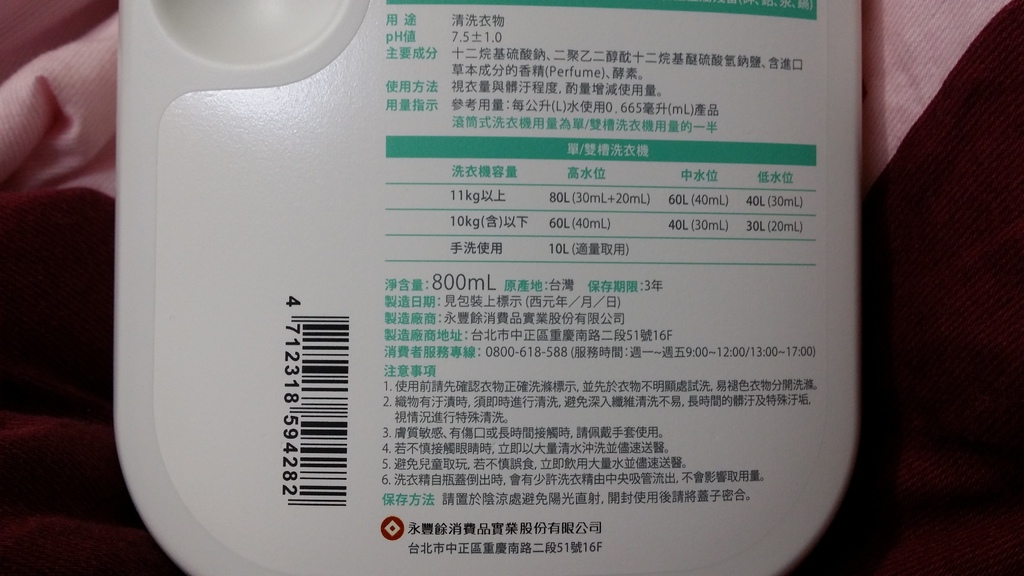 (砷、鉛、汞、鎘)
用途 清洗衣物
pH值 7.5±1.0
主要成分 十二烷基硫酸鈉、二聚乙二醇酞十二烷基醚硫酸氫鈉鹽、含進口
草本成分的香精(Perfume)、酵素。
使用方法 視衣量與髒汙程度, 酌量增減使用量。
用量指示 參考用量：每公升(L)水使用0.665毫升(mL)產品
滾筒式洗衣機用量為單/雙槽洗衣機用量的一半
單/雙槽洗衣機
洗衣機容量 高水位 中水位 低水位
11kg以上 80L (30mL+20mL) 60L (40mL) 40L (30mL)
10kg(含)以下 60L (40mL) 40L (30mL) 30L (20mL)
手洗使用 10L (適量取用)
淨含量：800mL 原產地：台灣 保存期限：3年
製造日期：見包裝上標示 (西元年／月／日)
製造廠商：永豐餘消費品實業股份有限公司
製造廠商地址：台北市中正區重慶南路二段51號16F
消費者服務專線：0800-618-588 (服務時間：週一~週五9:00~12:00/13:00~17:00)
注意事項
1. 使用前請先確認衣物正確洗滌標示, 並先於衣物不明顯處試洗, 易褪色衣物分開洗滌。
2. 織物有汙漬時, 須即時進行清洗, 避免深入纖維清洗不易, 長時間的髒汙及特殊汙垢,
視情況進行特殊清洗。
3. 膚質敏感、有傷口或長時間接觸時, 請佩戴手套使用。
4. 若不慎接觸眼睛時, 立即以大量清水沖洗並儘速送醫。
5. 避免兒童取玩, 若不慎誤食, 立即飲用大量水並儘速送醫。
6. 洗衣精自瓶蓋倒出時, 會有少許洗衣精由中央吸管流出, 不會影響取用量。
保存方法 請置於陰涼處避免陽光直射, 開封使用後請將蓋子密合。
永豐餘消費品實業股份有限公司
台北市中正區重慶南路二段51號16F
4 712318 594282